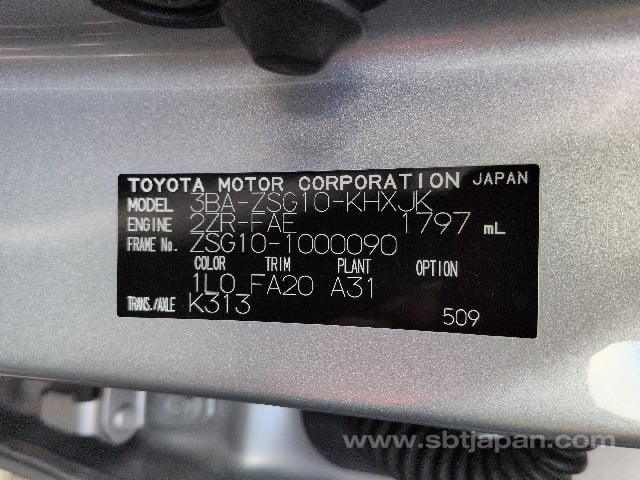 TOYOTA MOTOR CORPORATION JAPAN
MODEL 3BA-ZSG10-KHXJK
ENGINE 2ZR-FAE 1797 mL
FRAME No. ZSG10-1000090
COLOR TRIM PLANT OPTION
1L0 FA20 A31
TRANS./AXLE K313
509
www.sbtjapan.com